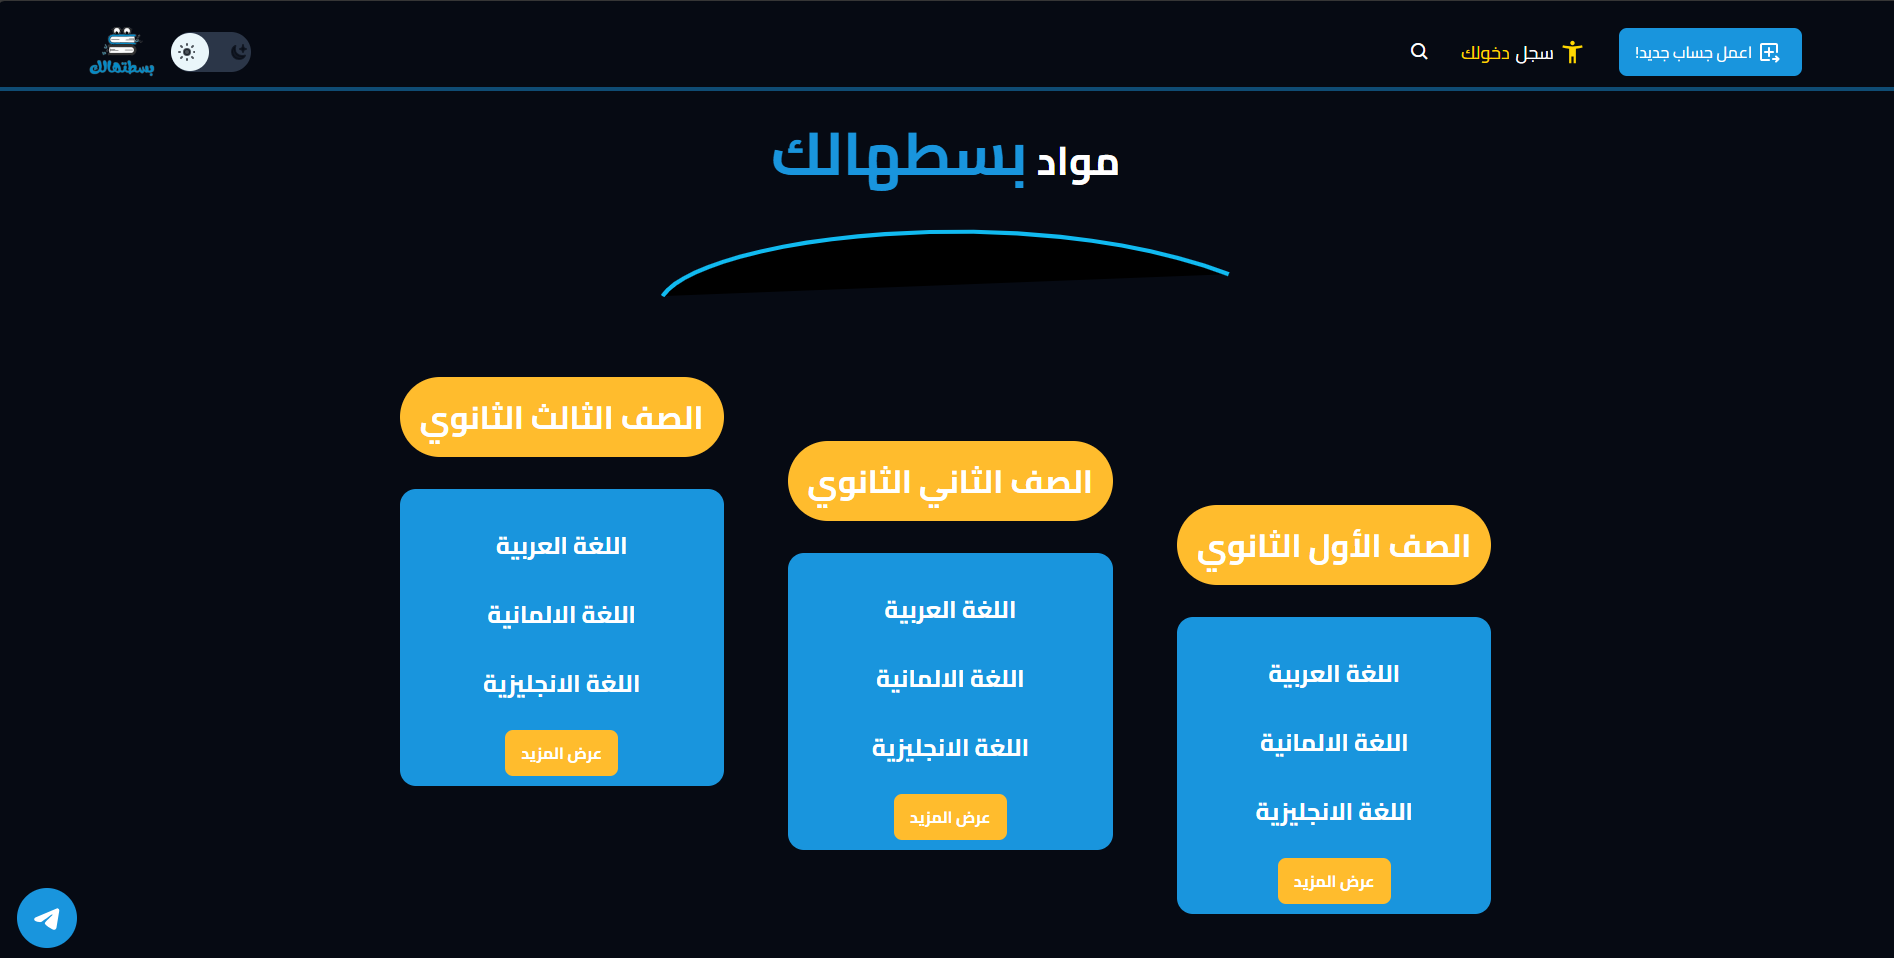 اعمل جساب جديد!
سجل دخولك
بسطتهالك
مواد بسطهالك
الصف الأول الثانوي
اللغة العربية
اللغة الالمانية
اللغة الانجليزية
عرض المزيد
الصف الثاني الثانوي
اللغة العربية
اللغة الالمانية
اللغة الانجليزية
عرض المزيد
الصف الثالث الثانوي
اللغة العربية
اللغة الالمانية
اللغة الانجليزية
عرض المزيد